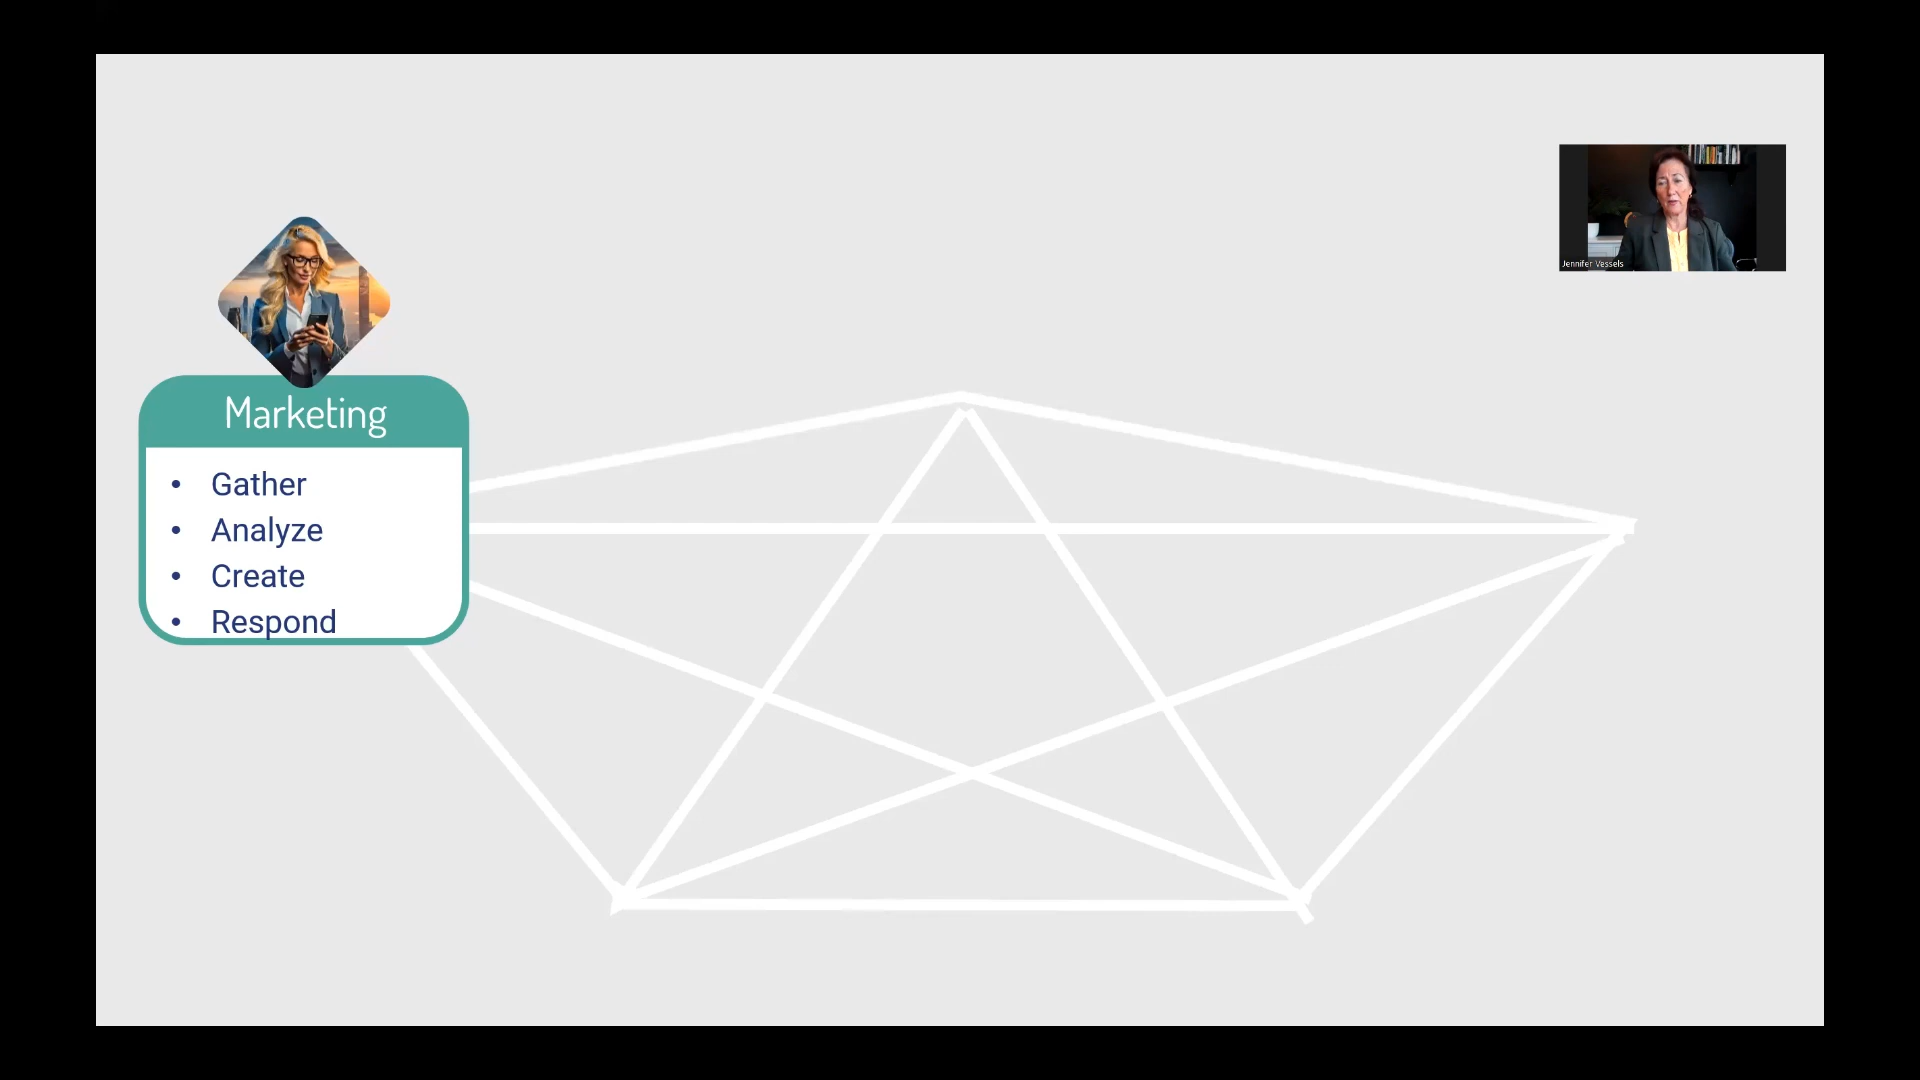 Jennifer Vessels
Marketing
• Gather
• Analyze
• Create
• Respond